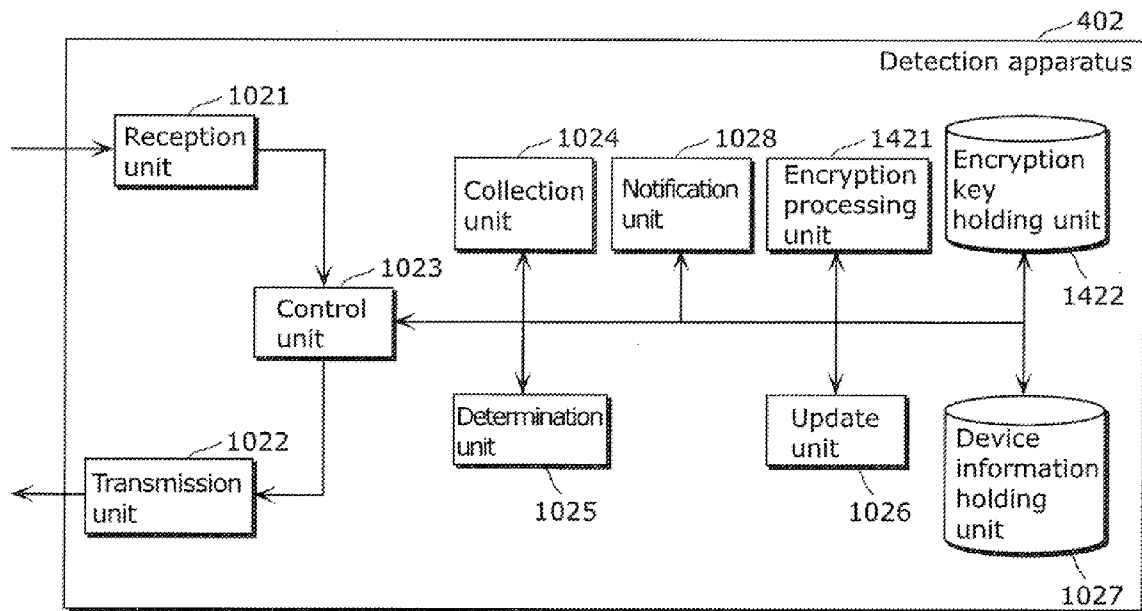 402
Detection apparatus
1021
Reception
unit
1024
Collection
unit
1028
Notification
unit
1421
Encryption
processing
unit
Encryption
key
holding unit
1422
1023
Control
unit
1022
Transmission
unit
Determination
unit
1025
Update
unit
1026
Device
information
holding
unit
1027